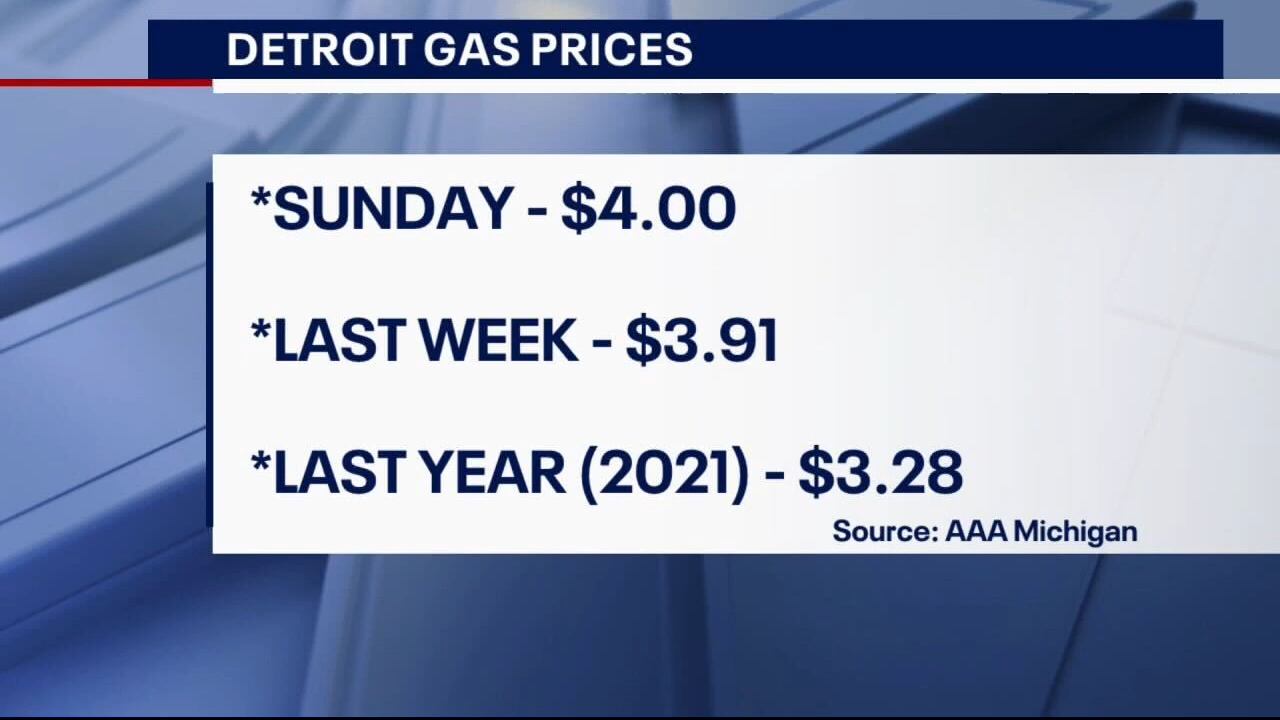 DETROIT GAS PRICES
*SUNDAY - $4.00
*LAST WEEK - $3.91
*LAST YEAR (2021) - $3.28
Source: AAA Michigan